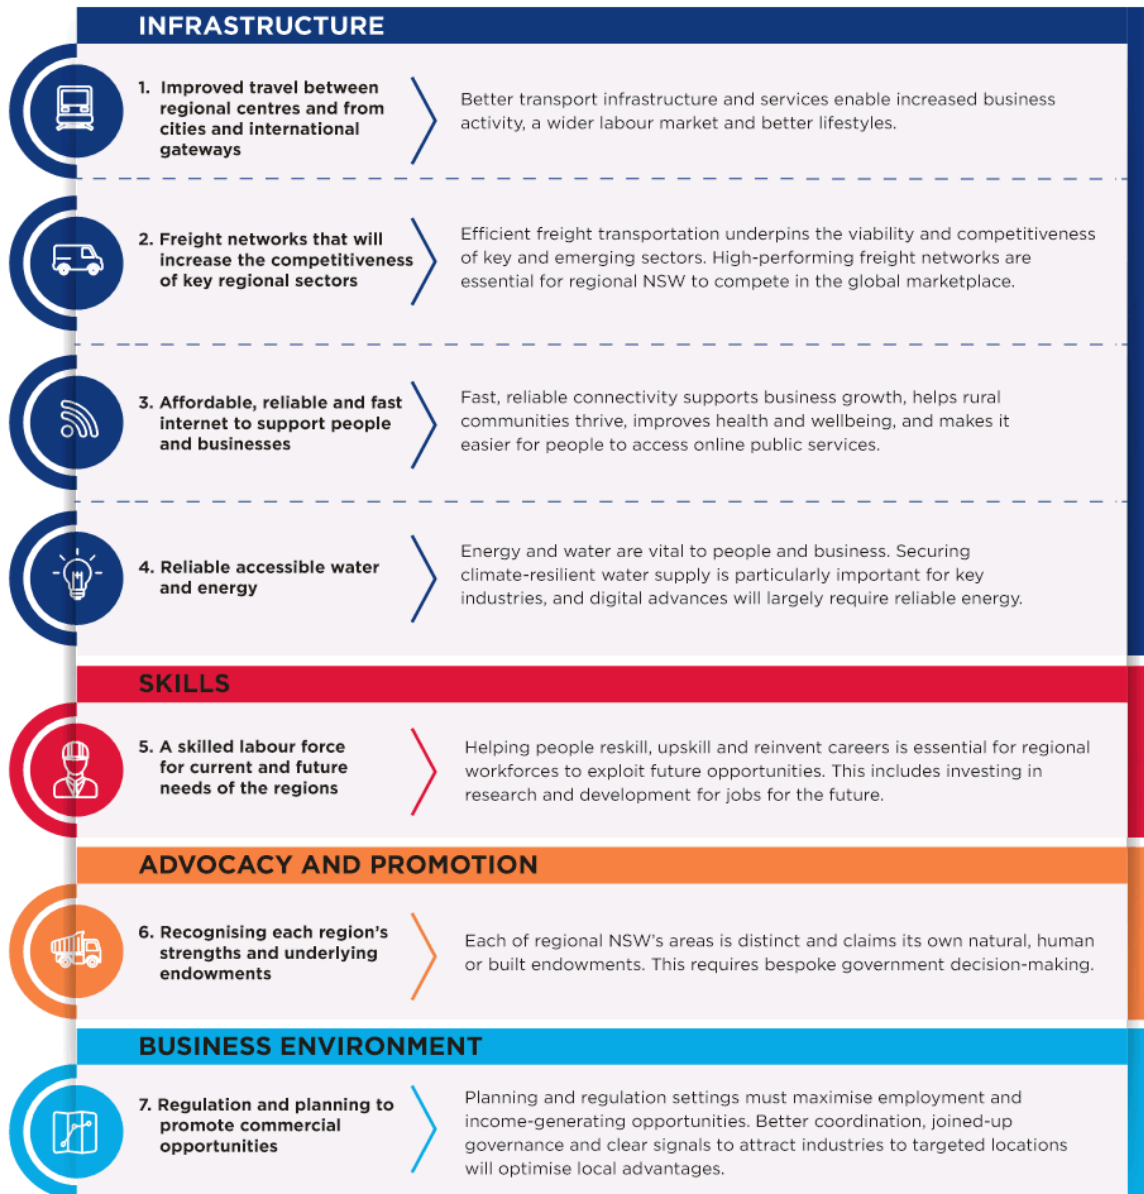 INFRASTRUCTURE
1. Improved travel between
regional centres and from
cities and international
gateways
Better transport infrastructure and services enable increased business
activity, a wider labour market and better lifestyles.
2. Freight networks that will
increase the competitiveness
of key regional sectors
Efficient freight transportation underpins the viability and competitiveness
of key and emerging sectors. High-performing freight networks are
essential for regional NSW to compete in the global marketplace.
3. Affordable, reliable and fast
internet to support people
and businesses
Fast, reliable connectivity supports business growth, helps rural
communities thrive, improves health and wellbeing, and makes it
easier for people to access online public services.
4. Reliable accessible water
and energy
Energy and water are vital to people and business. Securing
climate-resilient water supply is particularly important for key
industries, and digital advances will largely require reliable energy.
SKILLS
5. A skilled labour force
for current and future
needs of the regions
Helping people reskill, upskill and reinvent careers is essential for regional
workforces to exploit future opportunities. This includes investing in
research and development for jobs for the future.
ADVOCACY AND PROMOTION
6. Recognising each region's
strengths and underlying
endowments
Each of regional NSW's areas is distinct and claims its own natural, human
or built endowments. This requires bespoke government decision-making.
BUSINESS ENVIRONMENT
7. Regulation and planning to
promote commercial
opportunities
Planning and regulation settings must maximise employment and
income-generating opportunities. Better coordination, joined-up
governance and clear signals to attract industries to targeted locations
will optimise local advantages.